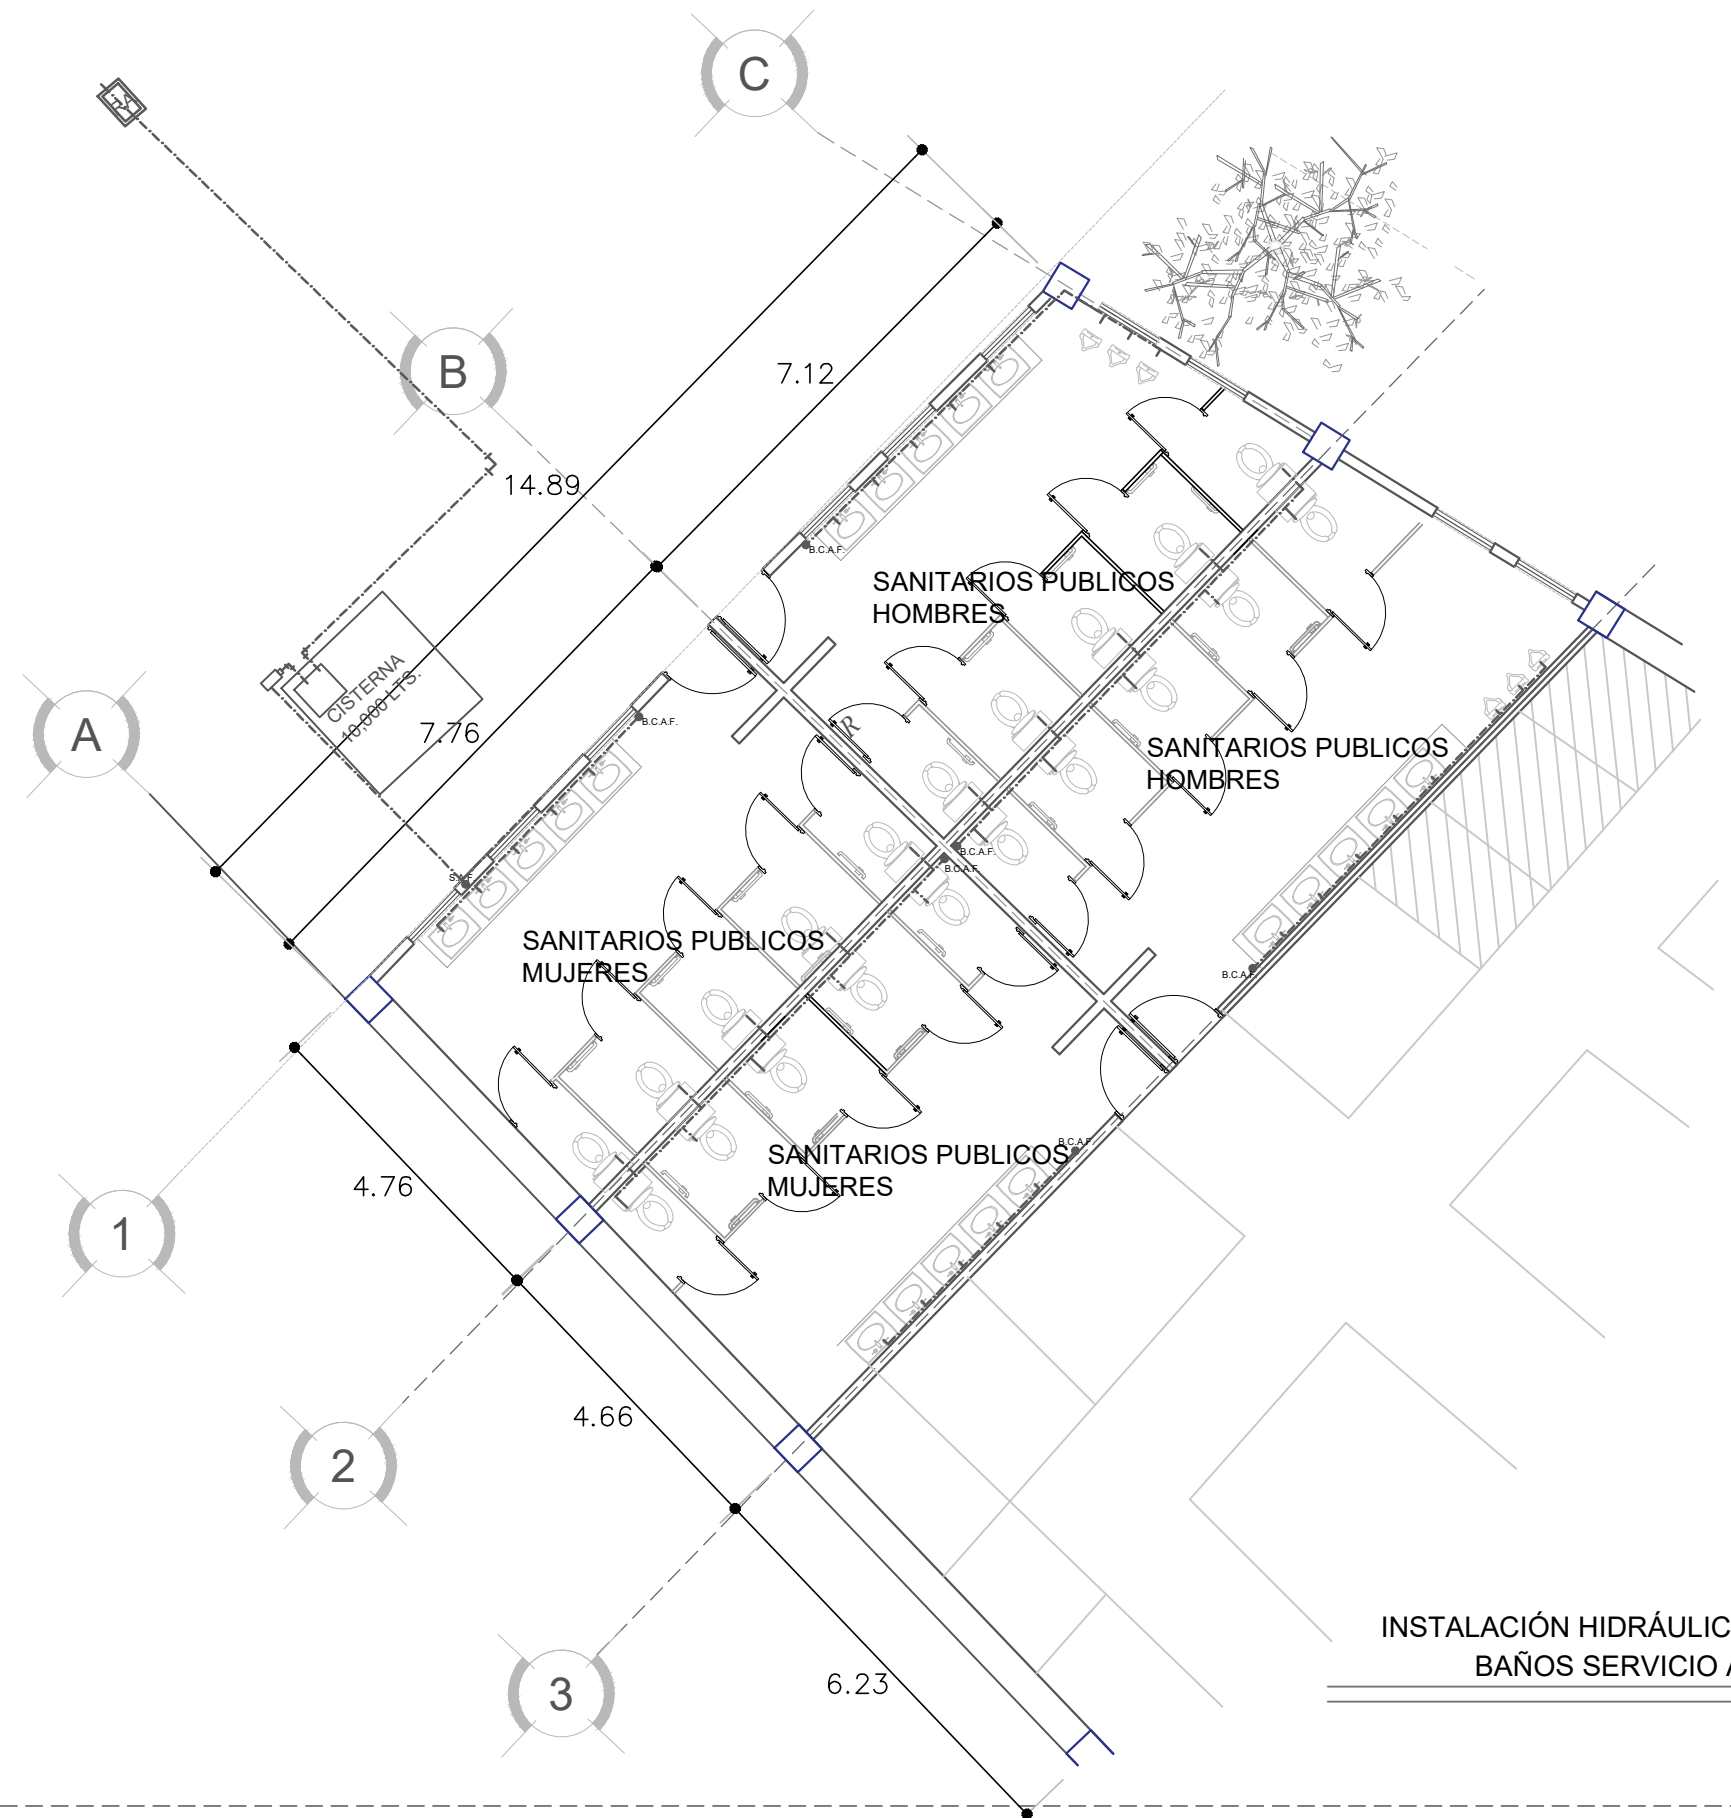 C
RA
B
7.12
14.89
B.C.A.F.
SANITARIOS PUBLICOS
HOMBRES
CISTERNA
10,000 LTS.
A
7.76
B.C.A.F.
R
SANITARIOS PUBLICOS
HOMBRES
B.C.A.F.
B.C.A.F.
S.A.F.
SANITARIOS PUBLICOS
MUJERES
B.C.A.F.
B.C.A.F.
SANITARIOS PUBLICOS
MUJERES
4.76
1
4.66
2
6.23
3
INSTALACIÓN HIDRÁULIC
BAÑOS SERVICIO A